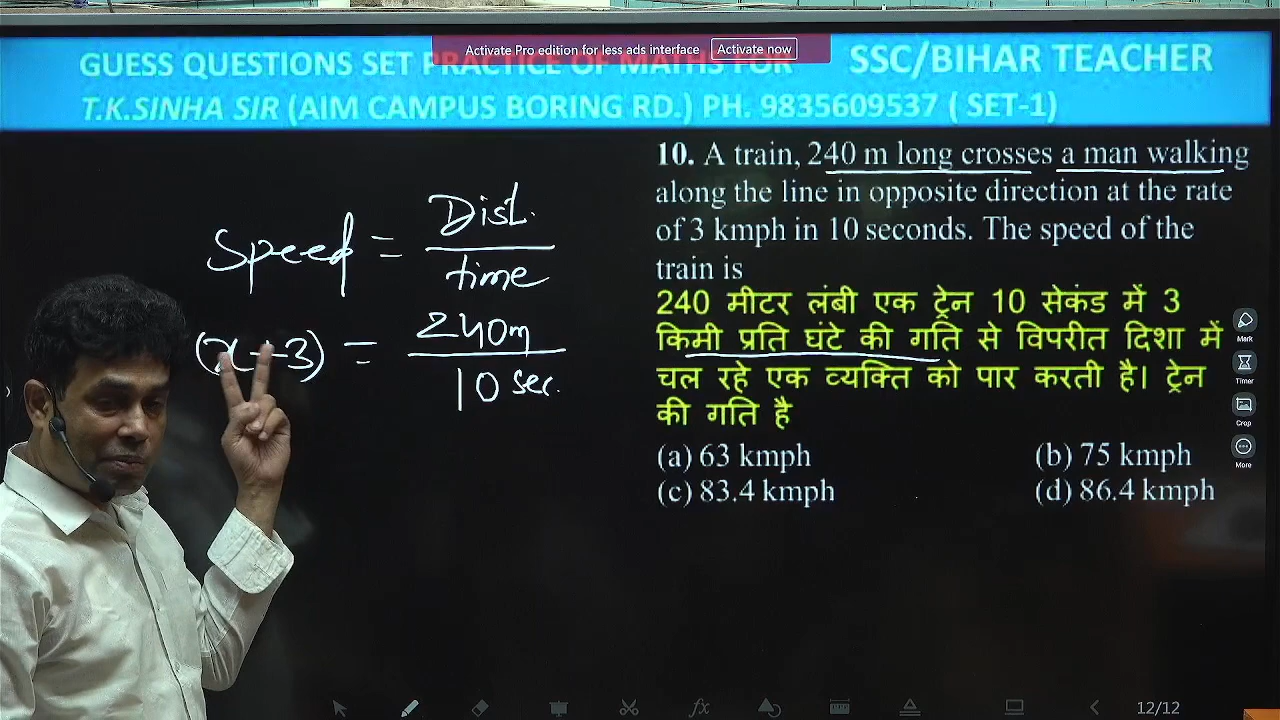 Activate Pro edition for less ads interface Activate now
GUESS QUESTIONS SET PRACTICE OF MATHS FOR SSC/BIHAR TEACHER
T.K.SINHA SIR (AIM CAMPUS BORING RD.) PH. 9835609537 ( SET-1)
Speed = Dist. / time
(x+3) = 240m / 10 sec.
10. A train, 240 m long crosses a man walking
along the line in opposite direction at the rate
of 3 kmph in 10 seconds. The speed of the
train is
240 मीटर लंबी एक ट्रेन 10 सेकंड में 3
किमी प्रति घंटे की गति से विपरीत दिशा में
चल रहे एक व्यक्ति को पार करती है। ट्रेन
की गति है
(a) 63 kmph (b) 75 kmph
(c) 83.4 kmph (d) 86.4 kmph
Mark
Timer
Crop
More
fx
12/12